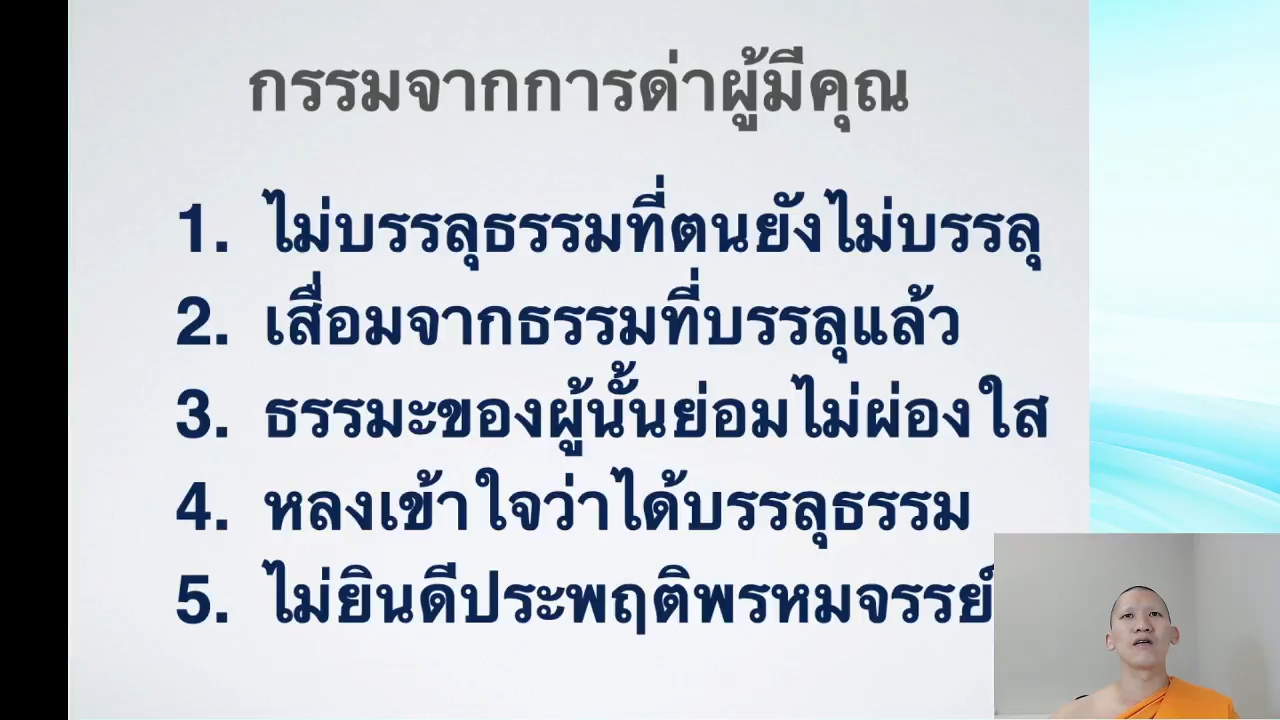 กรรมจากการด่าผู้มีคุณ
1. ไม่บรรลุธรรมที่ตนยังไม่บรรลุ
2. เสื่อมจากธรรมที่บรรลุแล้ว
3. ธรรมะของผู้นั้นย่อมไม่ผ่องใส
4. หลงเข้าใจว่าได้บรรลุธรรม
5. ไม่ยินดีประพฤติพรหมจรรย์